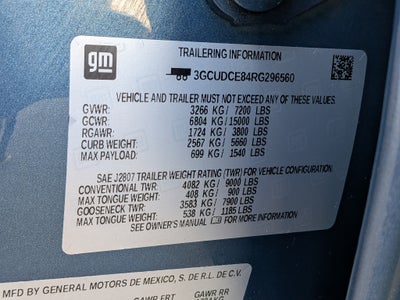 gm
TRAILERING INFORMATION
3GCUDCE84RG296560
VEHICLE AND TRAILER MUST NOT EXCEED ANY OF THESE VALUES.
GVWR: 3266 KG/ 7200 LBS
GCWR: 6804 KG/15000 LBS
RGAWR: 1724 KG/ 3800 LBS
CURB WEIGHT: 2567 KG/ 5660 LBS
MAX PAYLOAD: 699 KG/ 1540 LBS
SAE J2807 TRAILER WEIGHT RATING (TWR) FOR VEHICLE CONFIGURATION.
CONVENTIONAL TWR: 4082 KG/ 9000 LBS
MAX TONGUE WEIGHT: 408 KG/ 900 LBS
GOOSENECK TWR: 3583 KG/ 7900 LBS
MAX TONGUE WEIGHT: 538 KG/ 1185 LBS
SEE OWNER'S MANUAL FOR MORE INFORMATION
MFD BY GENERAL MOTORS DE MEXICO, S. DE R.L. DE C.V.
GAWR FRT GAWR RR